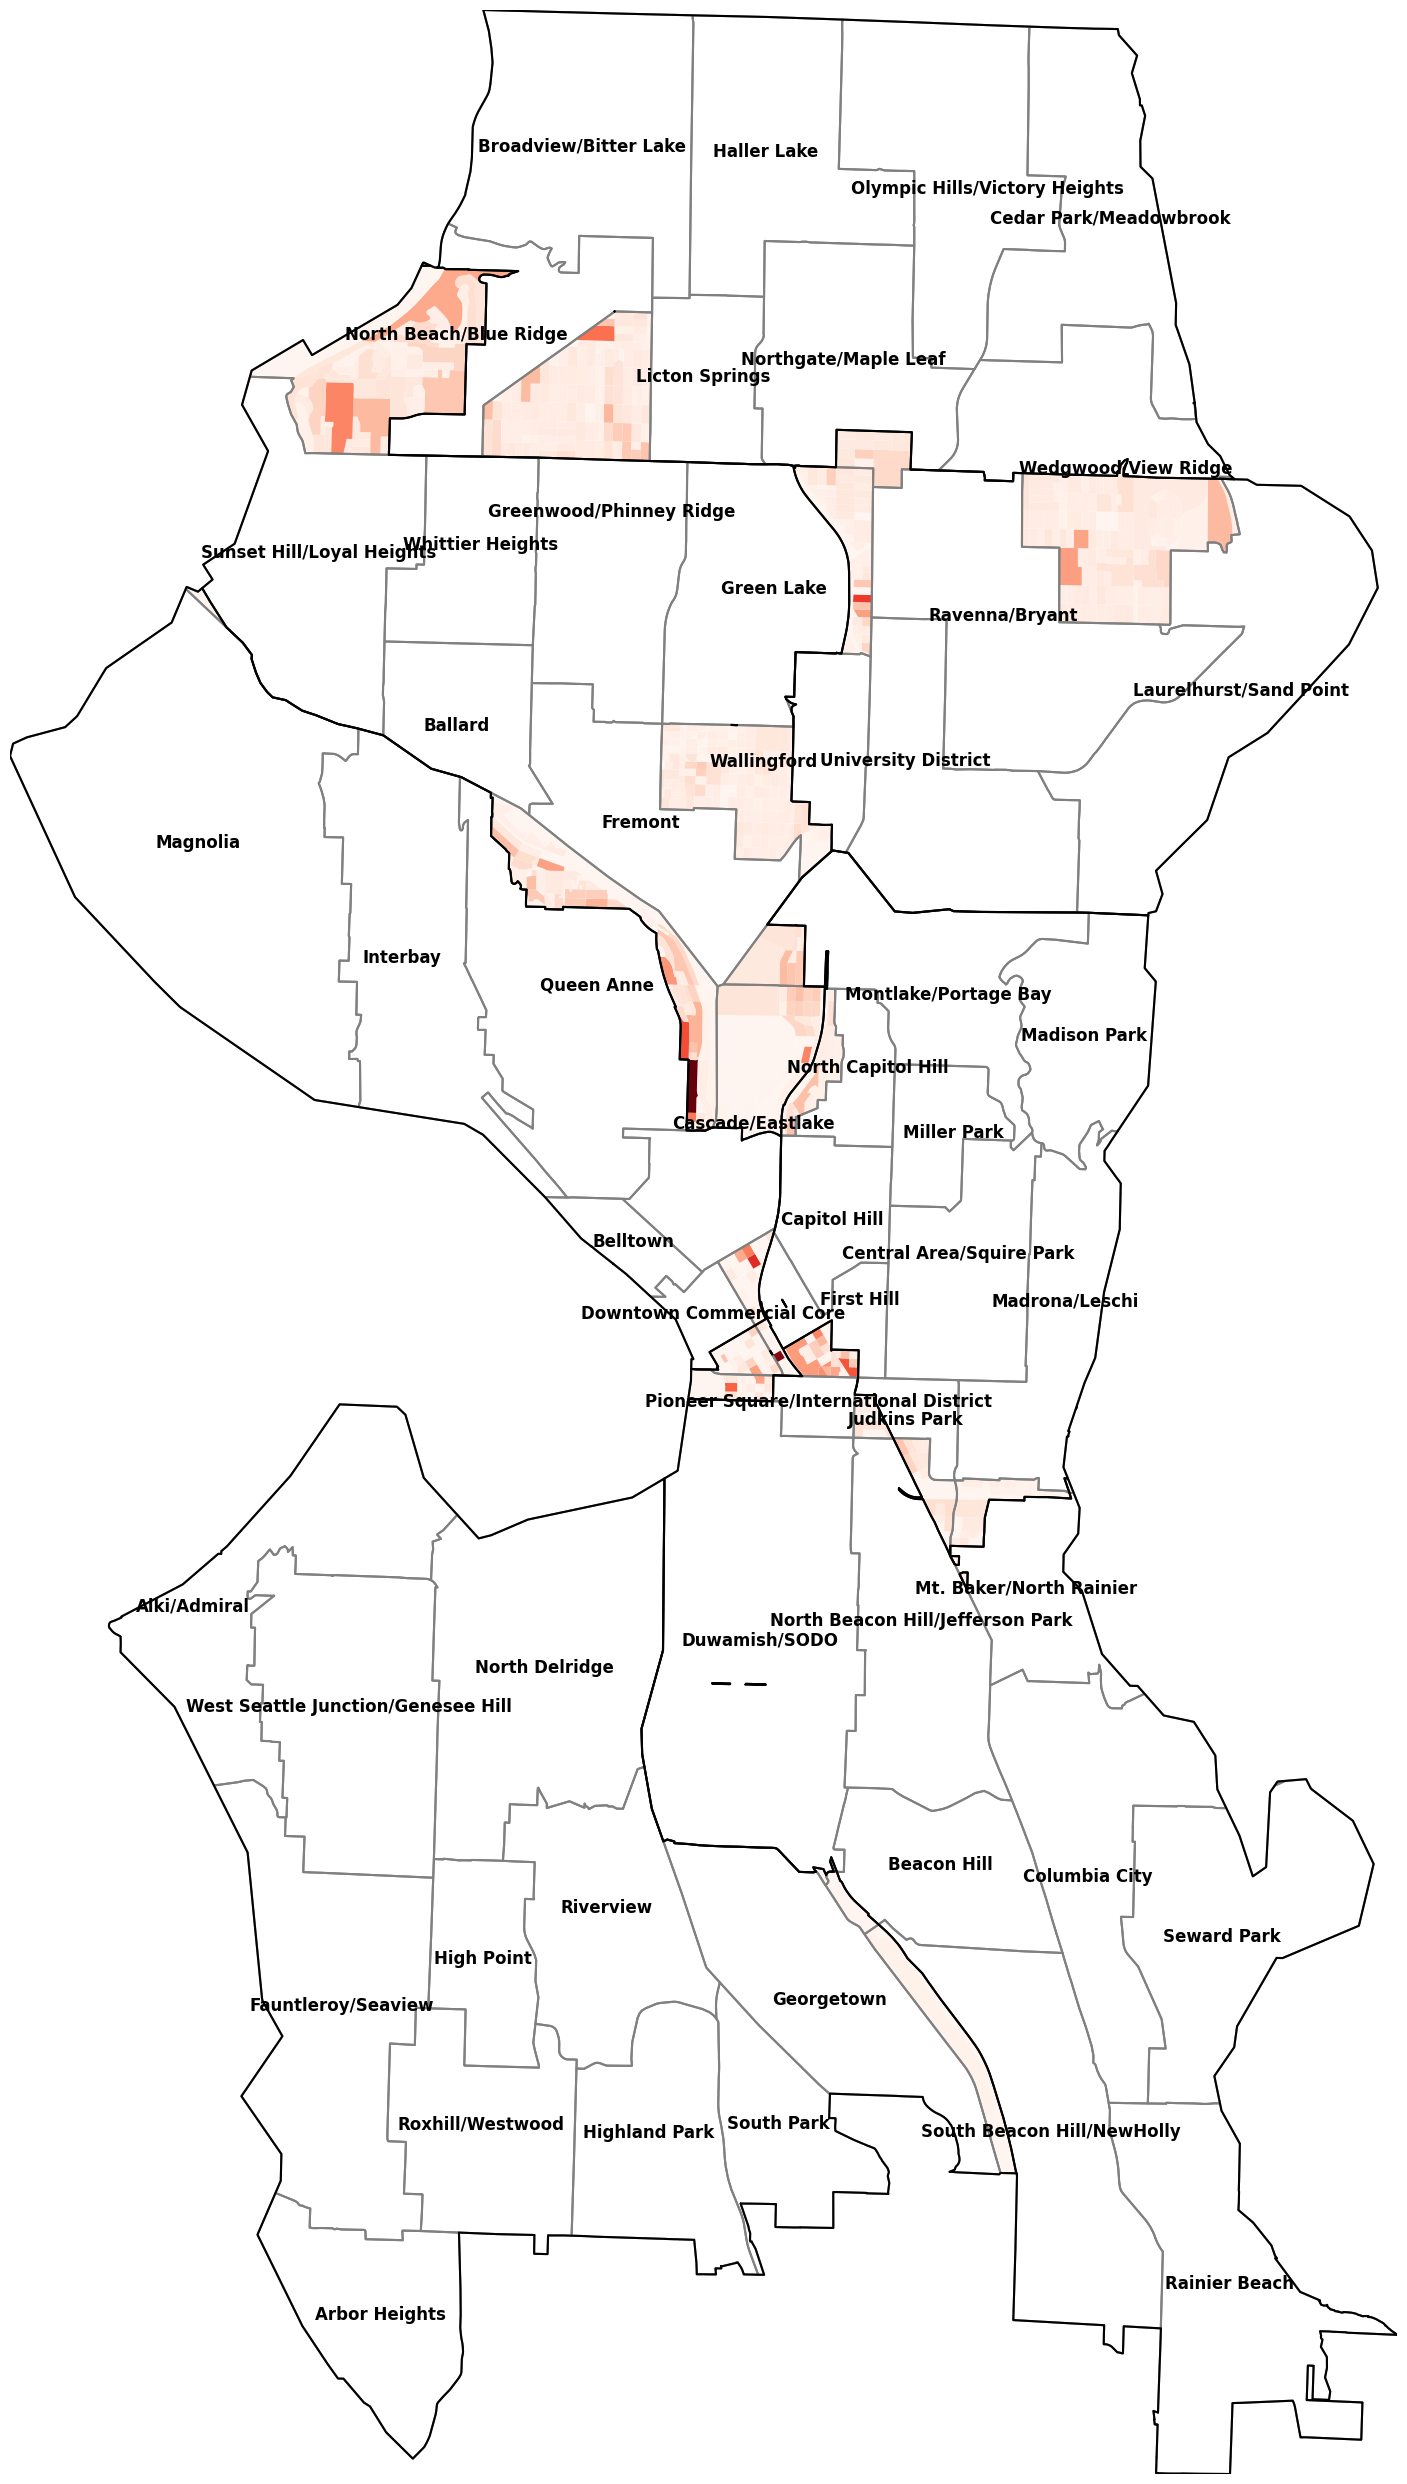 Broadview/Bitter Lake
Haller Lake
Olympic Hills/Victory Heights
Cedar Park/Meadowbrook
North Beach/Blue Ridge
Northgate/Maple Leaf
Licton Springs
Wedgwood/View Ridge
Greenwood/Phinney Ridge
Whittier Heights
Sunset Hill/Loyal Heights
Green Lake
Ravenna/Bryant
Laurelhurst/Sand Point
Ballard
Wallingford
University District
Fremont
Magnolia
Interbay
Queen Anne
Montlake/Portage Bay
Madison Park
North Capitol Hill
Cascade/Eastlake
Miller Park
Capitol Hill
Belltown
Central Area/Squire Park
First Hill
Madrona/Leschi
Downtown Commercial Core
Pioneer Square/International District
Judkins Park
Mt. Baker/North Rainier
Alki/Admiral
North Beacon Hill/Jefferson Park
Duwamish/SODO
North Delridge
West Seattle Junction/Genesee Hill
Beacon Hill
Columbia City
Riverview
Seward Park
High Point
Georgetown
Fauntleroy/Seaview
Roxhill/Westwood
South Park
Highland Park
South Beacon Hill/NewHolly
Rainier Beach
Arbor Heights